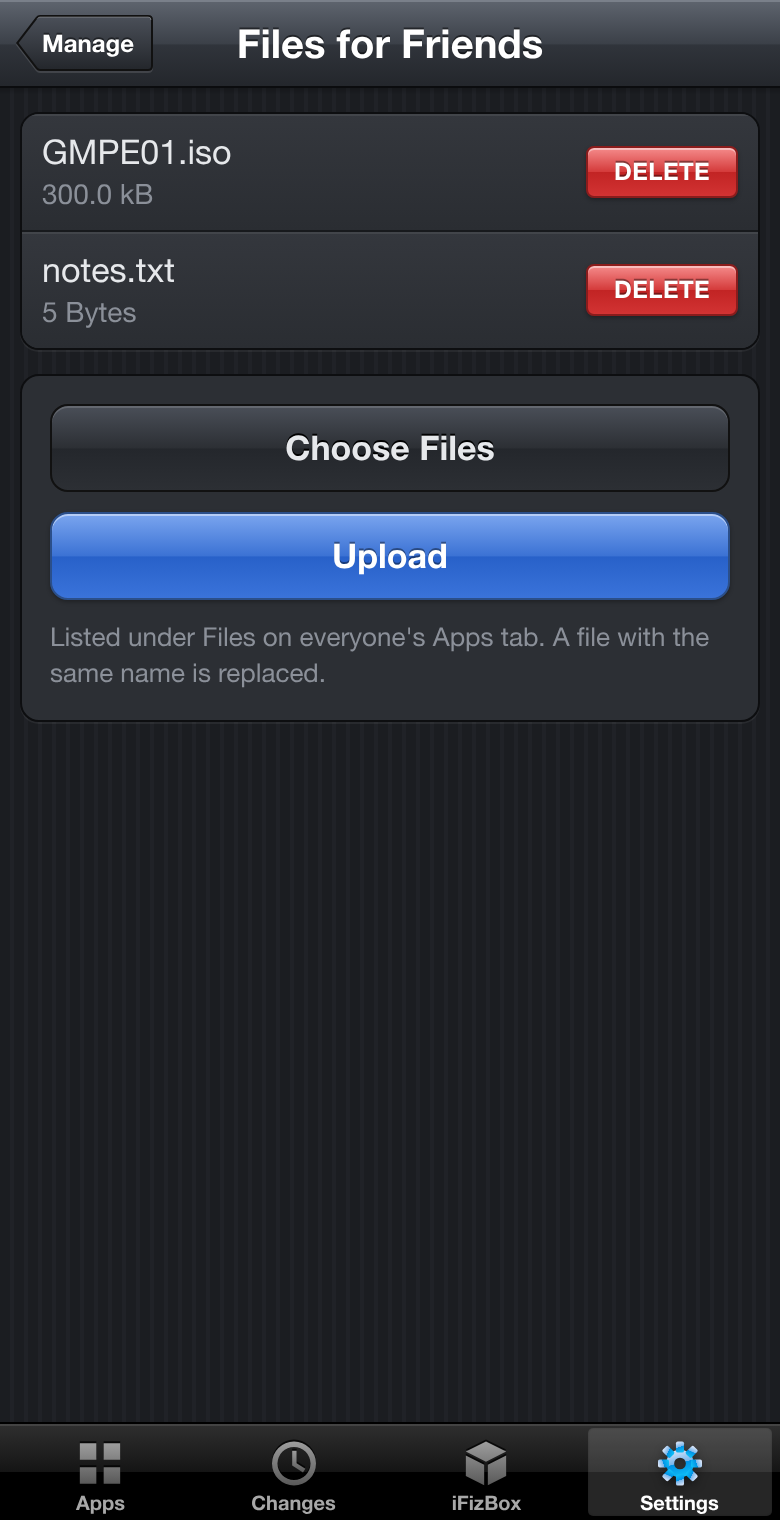 Manage
Files for Friends
GMPE01.iso
300.0 kB
DELETE
notes.txt
5 Bytes
DELETE
Choose Files
Upload
Listed under Files on everyone's Apps tab. A file with the
same name is replaced.
Apps
Changes
iFizBox
Settings